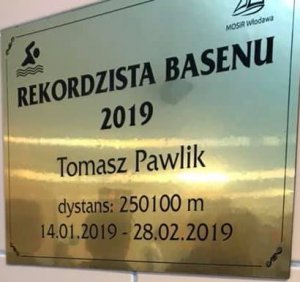 MOSiR Włodawa
REKORDZISTA BASENU
2019
Tomasz Pawlik
dystans: 250100 m
14.01.2019 - 28.02.2019